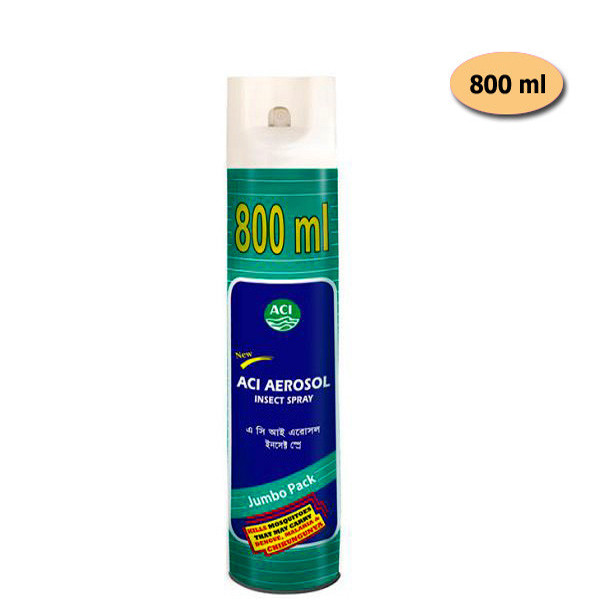 800 ml
800 ml
ACI
New
ACI AEROSOL
INSECT SPRAY
এ সি আই এরোসল
ইনসেক্ট স্প্রে
Jumbo Pack
KILLS MOSQUITOES
THAT MAY CARRY
DENGUE, MALARIA &
CHIKUNGUNYA